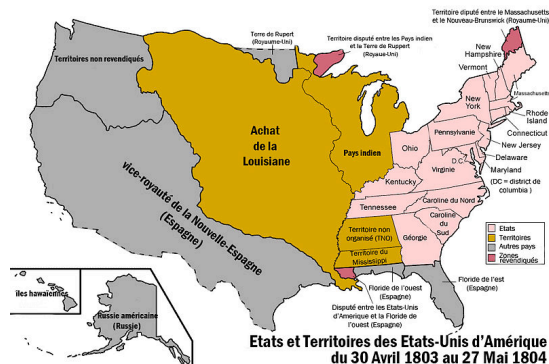 Territoire disputé entre le Massachusetts
et le Nouveau-Brunswick (Royaume-Uni)
Terre de Rupert
(Royaume-Uni)
Territoire disputé entre les Pays indien
et la Terre de Ruppert
(Royaume-Uni)
Territoires non revendiqués
New
Hampshire
Vermont
Massachusetts
New
York
Rhode
Island
Connecticut
New Jersey
Pennsylvanie
Delaware
Maryland
(DC = district de
columbia )
D.C
Ohio
Virginie
Achat
de la
Louisiane
Pays indien
Kentucky
Caroline du Nord
Tennessee
Caroline
du
Sud
Géorgie
vice-royauté de la Nouvelle-Espagne
(Espagne)
Territoire non
organisé (TNO)
Territoire du
Mississippi
Etats
Territoires
Autres pays
Zones
revendiqués
îles hawaïennes
Russie américaine
(Russie)
Floride de l'ouest
(Espagne)
Floride de l'est
(Espagne)
Disputé entre les Etats-Unis
d'Amérique et la Floride de
l'ouest (Espagne)
Etats et Territoires des Etats-Unis d'Amérique
du 30 Avril 1803 au 27 Mai 1804